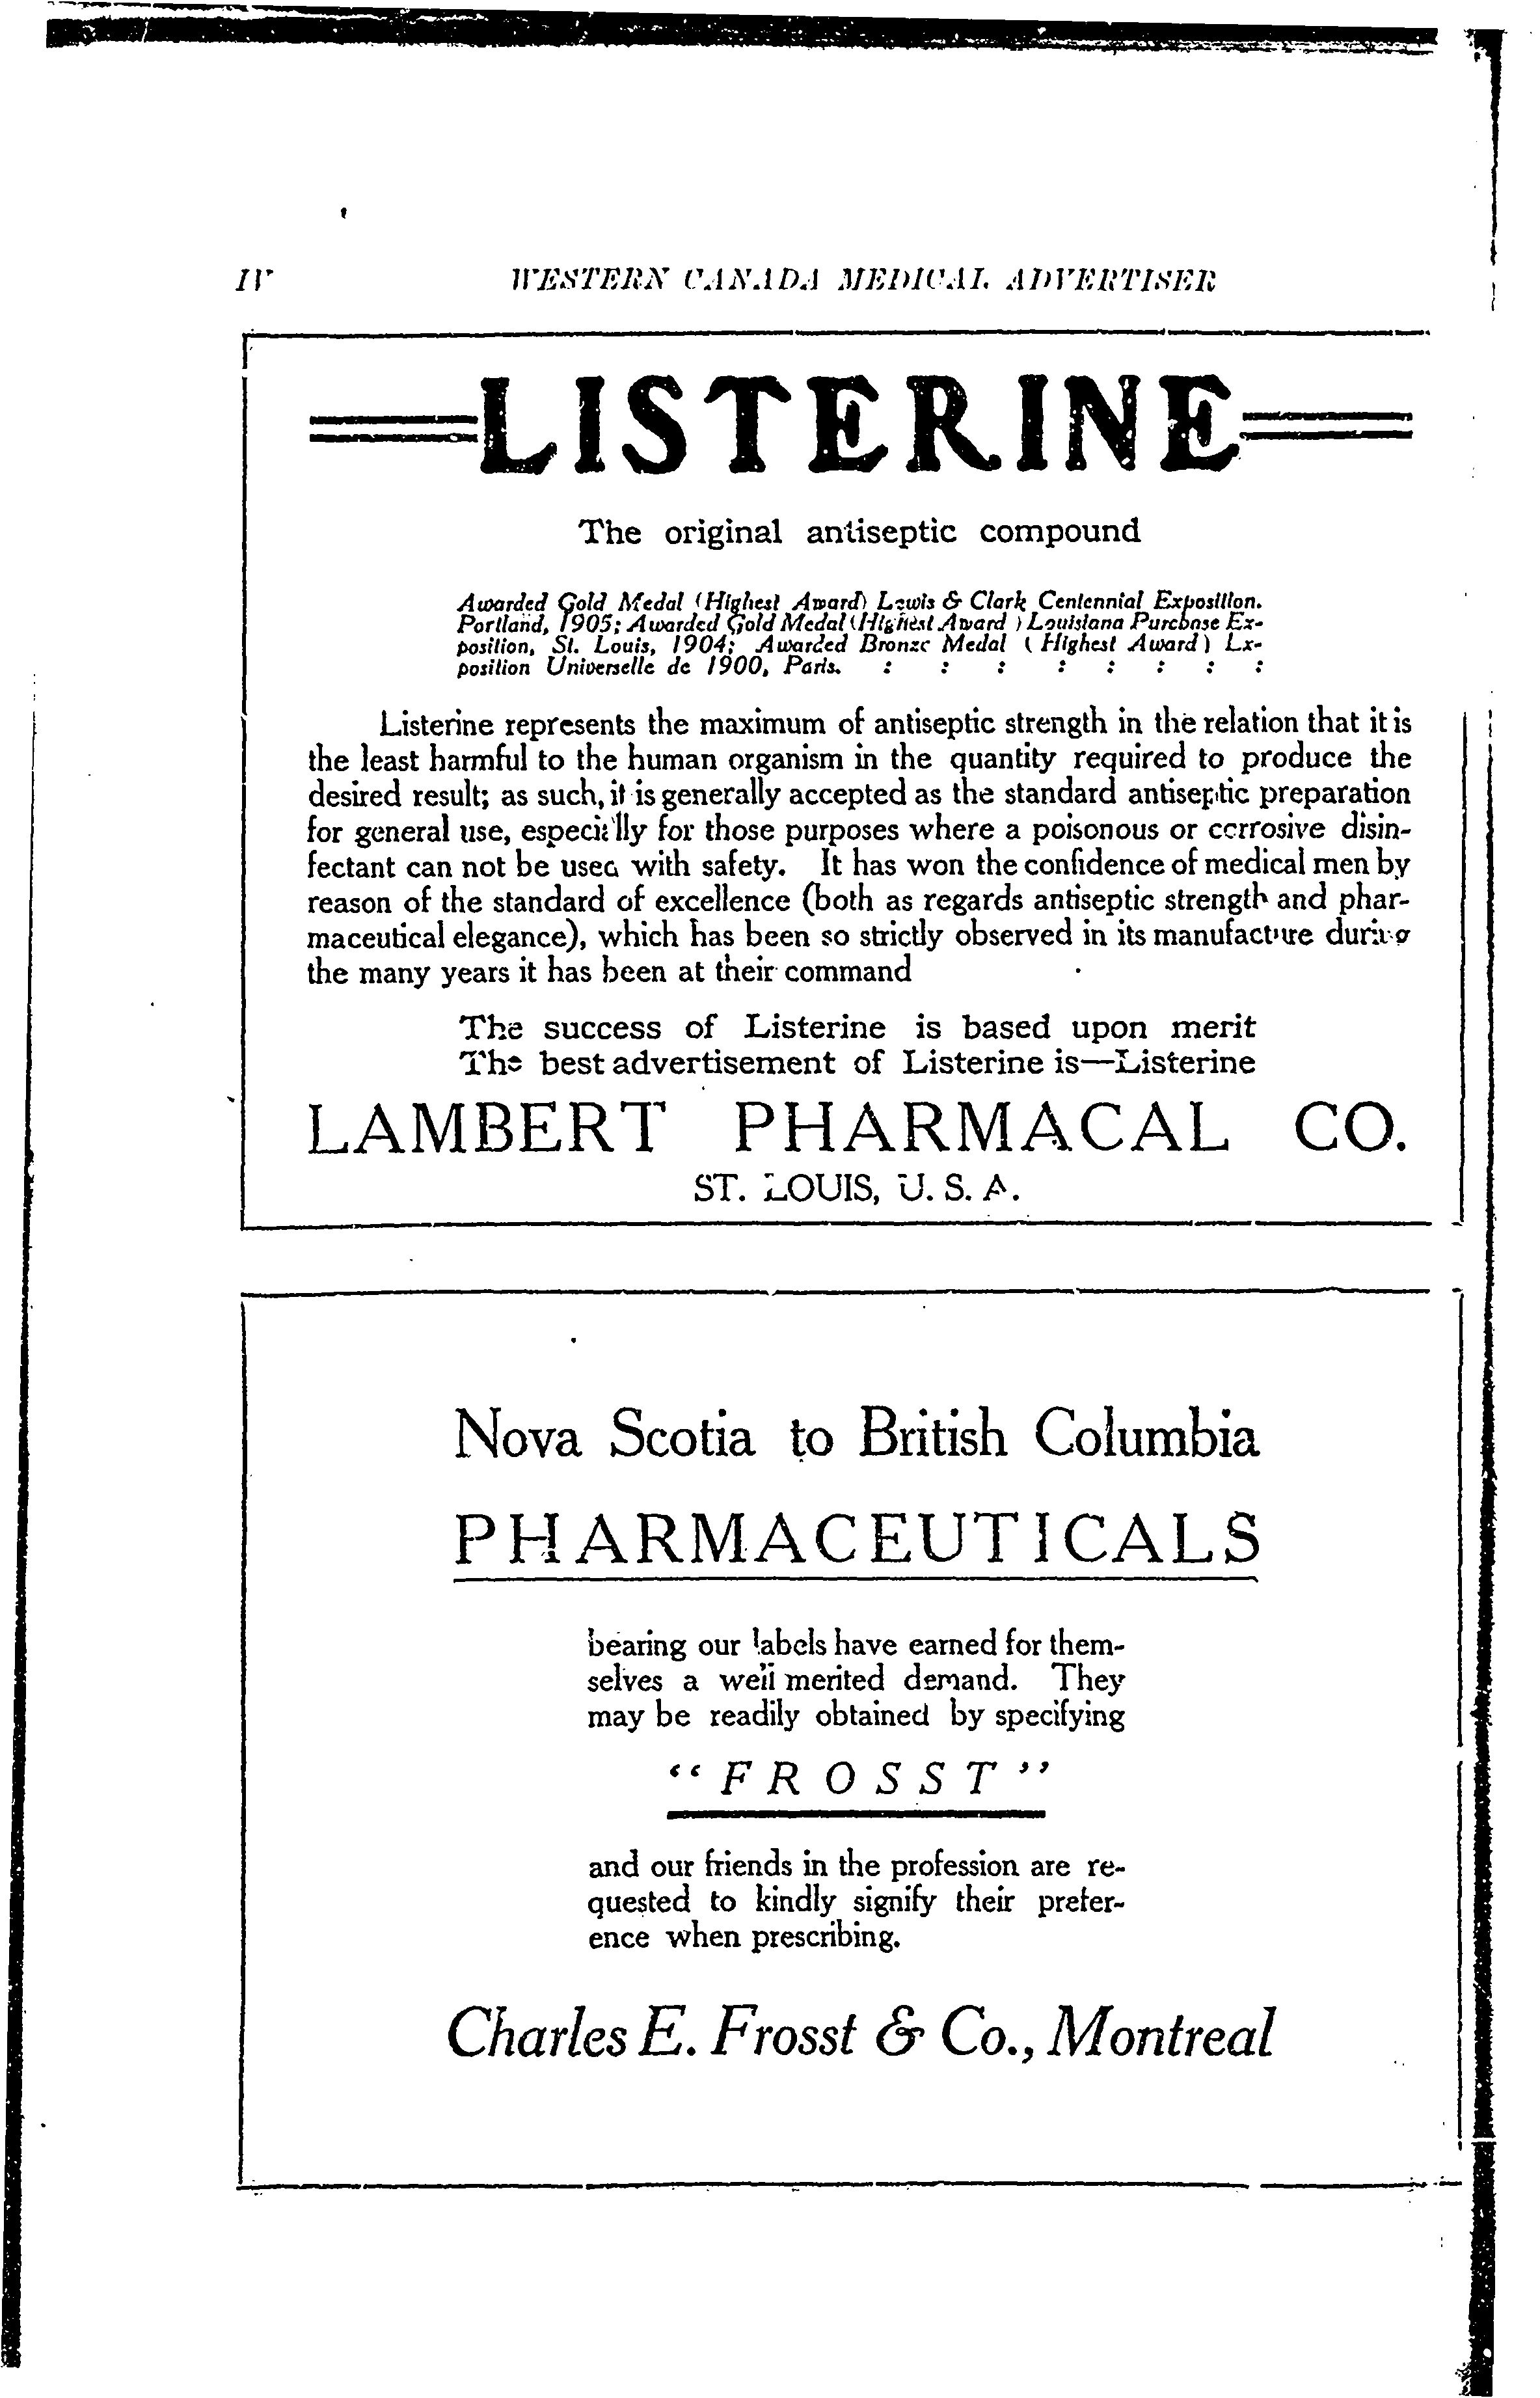 IV WESTERN CANADA MEDICAL ADVERTISER
LISTERINE
The original antiseptic compound
Awarded Gold Medal (Highest Award) Lewis & Clark Centennial Exposition.
Portland, 1905; Awarded Gold Medal (Highest Award) Louisiana Purchase Ex-
position, St. Louis, 1904; Awarded Bronze Medal (Highest Award) Ex-
position Universelle de 1900, Paris. : : : : : : : :
Listerine represents the maximum of antiseptic strength in the relation that it is
the least harmful to the human organism in the quantity required to produce the
desired result; as such, it is generally accepted as the standard antiseptic preparation
for general use, especially for those purposes where a poisonous or corrosive disin-
fectant can not be used with safety. It has won the confidence of medical men by
reason of the standard of excellence (both as regards antiseptic strength and phar-
maceutical elegance), which has been so strictly observed in its manufacture during
the many years it has been at their command
The success of Listerine is based upon merit
The best advertisement of Listerine is—Listerine
LAMBERT PHARMACAL CO.
ST. LOUIS, U. S. A.
Nova Scotia to British Columbia
PHARMACEUTICALS
bearing our labels have earned for them-
selves a well merited demand. They
may be readily obtained by specifying
"FROSST"
and our friends in the profession are re-
quested to kindly signify their prefer-
ence when prescribing.
Charles E. Frosst & Co., Montreal